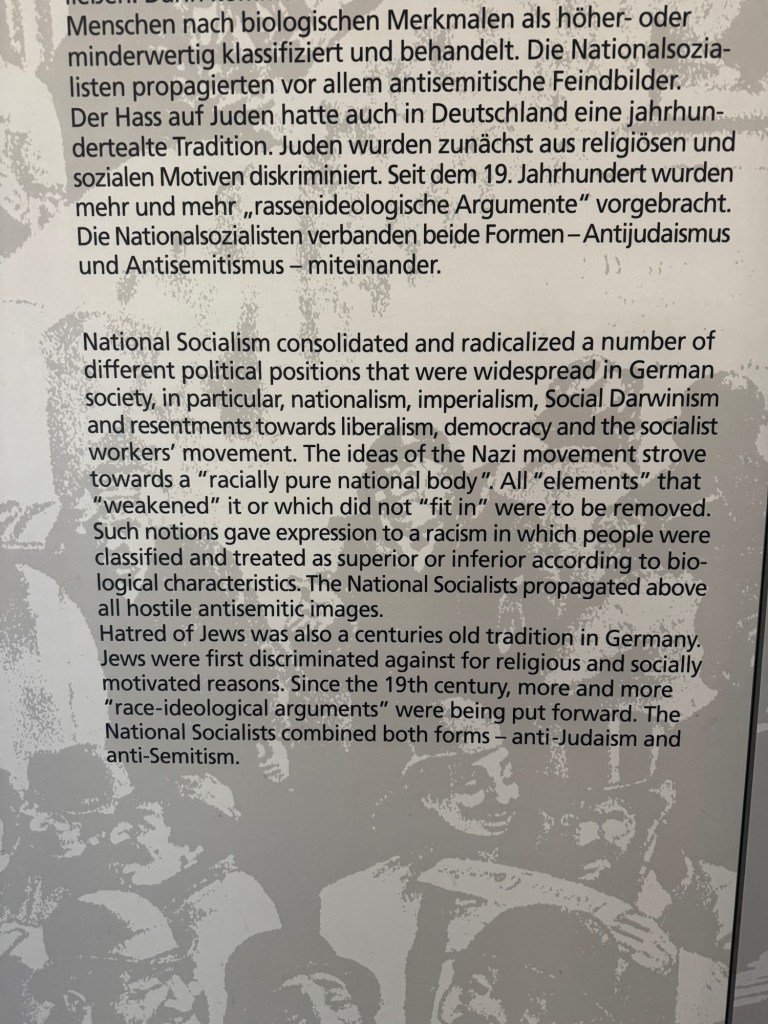 Menschen nach biologischen Merkmalen als höher- oder
minderwertig klassifiziert und behandelt. Die Nationalsozia-
listen propagierten vor allem antisemitische Feindbilder.
Der Hass auf Juden hatte auch in Deutschland eine jahrhun-
dertealte Tradition. Juden wurden zunächst aus religiösen und
sozialen Motiven diskriminiert. Seit dem 19. Jahrhundert wurden
mehr und mehr „rassenideologische Argumente“ vorgebracht.
Die Nationalsozialisten verbanden beide Formen – Antijudaismus
und Antisemitismus – miteinander.
National Socialism consolidated and radicalized a number of
different political positions that were widespread in German
society, in particular, nationalism, imperialism, Social Darwinism
and resentments towards liberalism, democracy and the socialist
workers’ movement. The ideas of the Nazi movement strove
towards a “racially pure national body”. All “elements” that
“weakened” it or which did not “fit in” were to be removed.
Such notions gave expression to a racism in which people were
classified and treated as superior or inferior according to bio-
logical characteristics. The National Socialists propagated above
all hostile antisemitic images.
Hatred of Jews was also a centuries old tradition in Germany.
Jews were first discriminated against for religious and socially
motivated reasons. Since the 19th century, more and more
“race-ideological arguments” were being put forward. The
National Socialists combined both forms – anti-Judaism and
anti-Semitism.